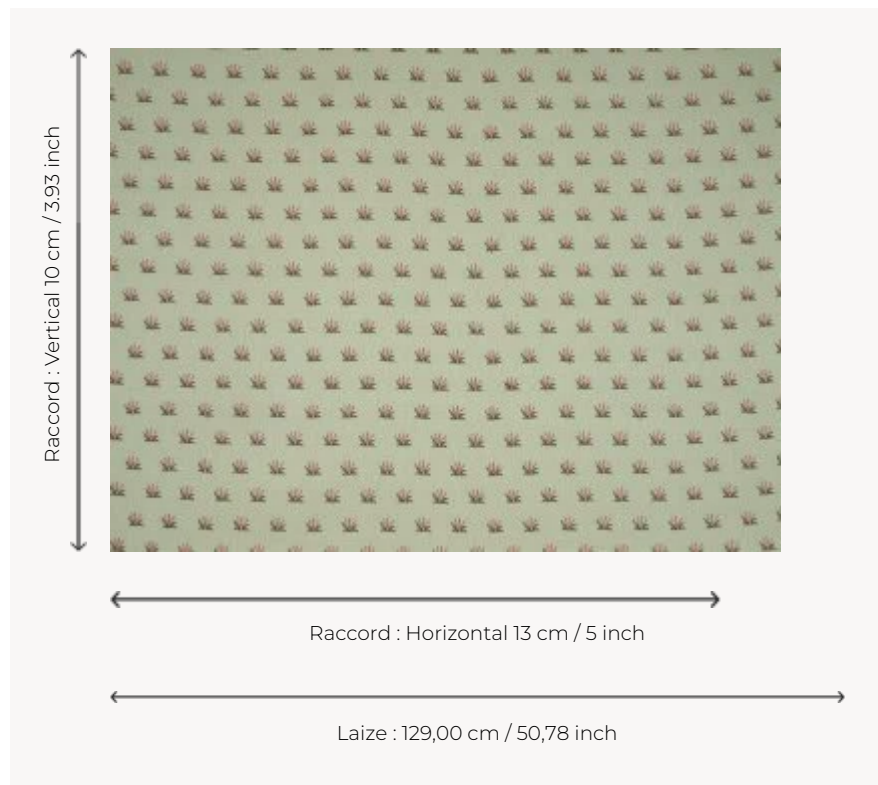 Raccord : Vertical 10 cm / 3.93 inch
Raccord : Horizontal 13 cm / 5 inch
Laize : 129,00 cm / 50,78 inch